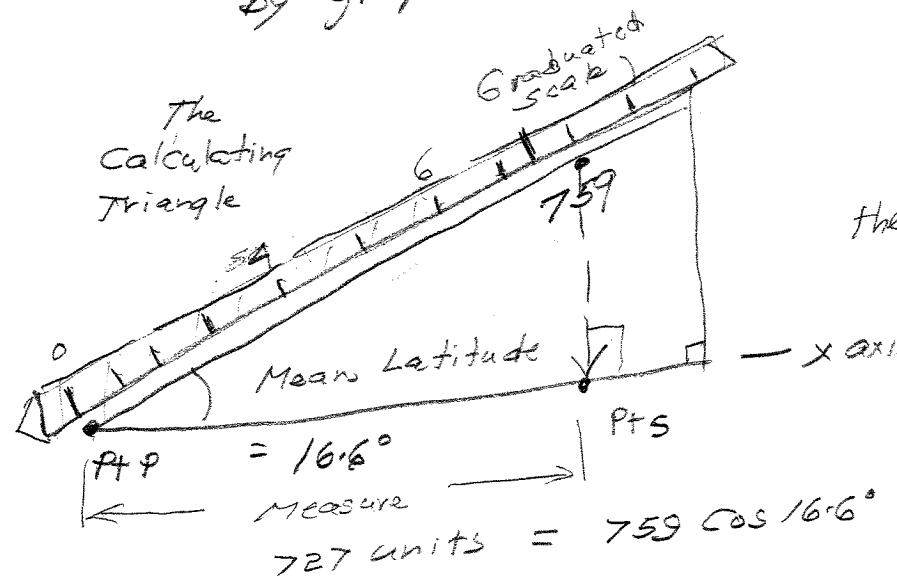 By
Graduated
scale
The
Calculating
Triangle
6
759
the
0
Mean Latitude
x axi
Pt P
= 16.6°
Pt S
Measure
727 units = 759 Cos 16.6°